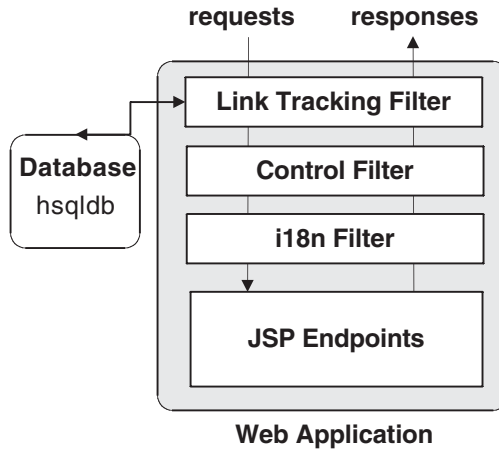 requests
responses
Link Tracking Filter
Database
hsqldb
Control Filter
i18n Filter
JSP Endpoints
Web Application